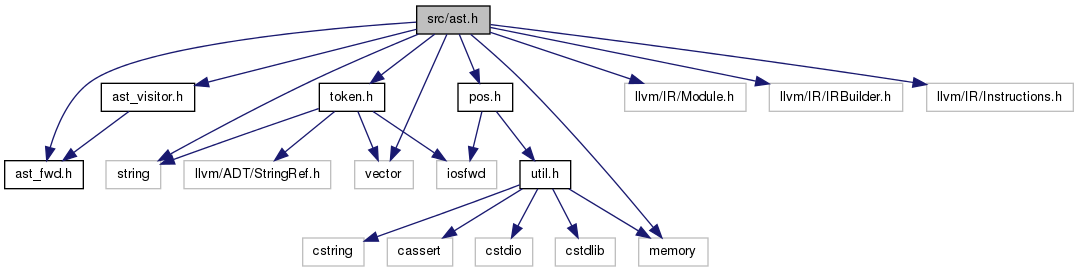 src/ast.h
ast_visitor.h
token.h
pos.h
llvm/IR/Module.h
llvm/IR/IRBuilder.h
llvm/IR/Instructions.h
ast_fwd.h
string
llvm/ADT/StringRef.h
vector
iosfwd
util.h
cstring
cassert
cstdio
cstdlib
memory